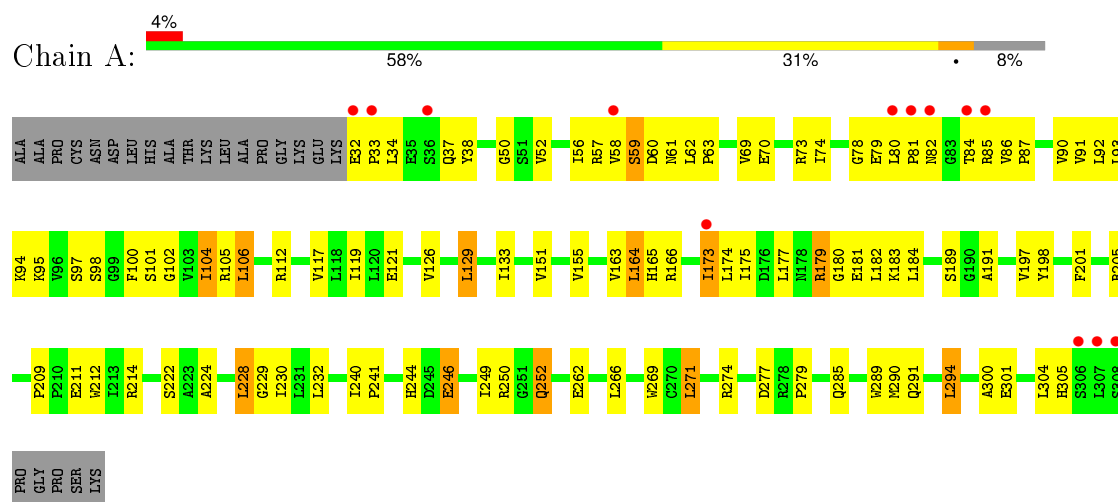 4%
Chain A:
58% 31% • 8%
ALA ALA PRO CYS ASN ASP LEU HIS ALA THR LYS LEU ALA PRO GLY LYS GLU LYS E32 P33 I34 E35 S36 Q37 Y38 G50 S51 V52 I56 R57 V58 S59 D60 N61 L62 P63 V69 E70 R73 I74 G78 E79 L80 P81 N82 G83 T84 R85 V86 P87 V90 V91 L92 L93
K94 K95 V96 S97 S98 G99 F100 S101 G102 V103 I104 R105 L106 R112 V117 L118 I119 L120 E121 V126 L129 I133 V151 V155 V163 L164 H165 R166 I173 L174 I175 D176 L177 N178 R179 G180 E181 L182 K183 L184 S189 G190 A191 V197 Y198 F201
P209 P210 E211 W212 I213 R214 S222 A223 A224 L228 G229 I230 L231 L232 I240 P241 H244 D245 E246 I249 R250 G251 Q252 E262 L266 W269 C270 L271 R274 D277 R278 P279 Q285 W289 M290 Q291 L294 A300 E301 L304 H305 S306 L307
PRO GLY PRO SER LYS